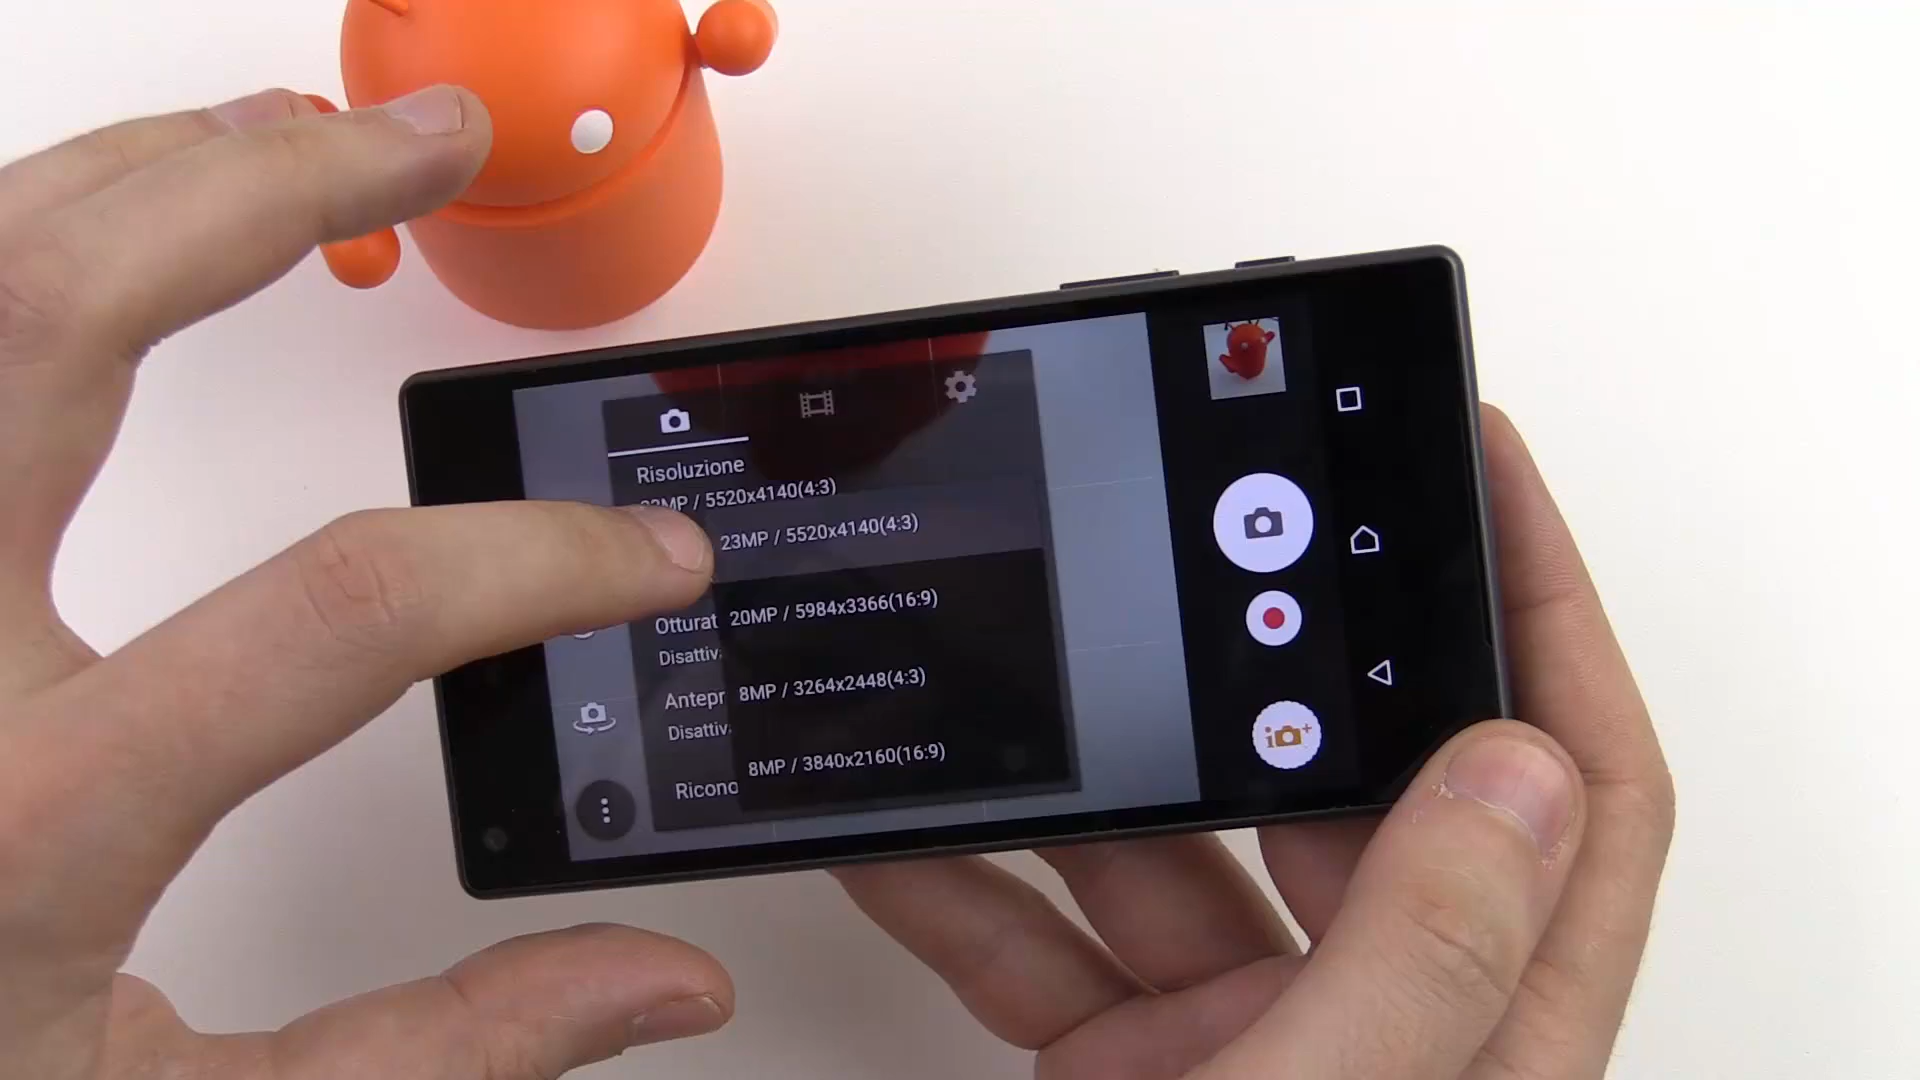 Risoluzione
23MP / 5520x4140(4:3)
23MP / 5520x4140(4:3)
20MP / 5984x3366(16:9)
Otturat
Disattiv
8MP / 3264x2448(4:3)
Antepr
Disattiv
8MP / 3840x2160(16:9)
Ricono
i +